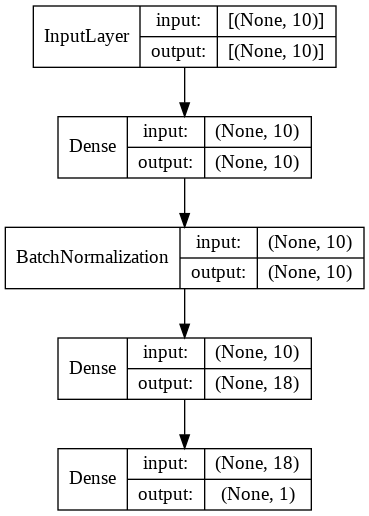 InputLayer
input: [(None, 10)]
output: [(None, 10)]
Dense
input: (None, 10)
output: (None, 10)
BatchNormalization
input: (None, 10)
output: (None, 10)
Dense
input: (None, 10)
output: (None, 18)
Dense
input: (None, 18)
output: (None, 1)